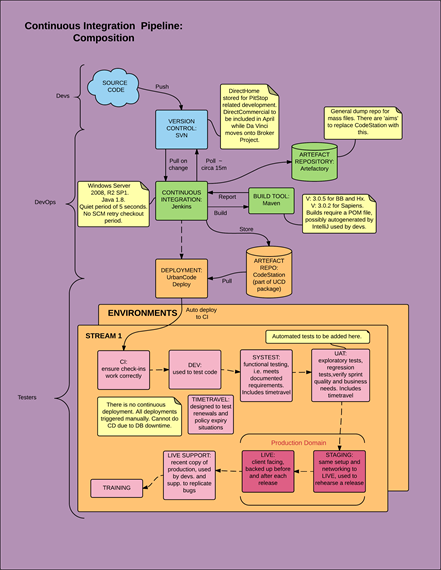 Continuous Integration Pipeline:
Composition
SOURCE
CODE
Devs
Push
VERSION
CONTROL:
SVN
DirectHome
stored for PitStop
related development.
DirectCommercial to
be included in April
while Da Vinci
moves onto Broker
Project.
General dump repo for
mass files. There are 'aims'
to replace CodeStation with
this.
Pull on
change
Poll ~
circa 15m
ARTEFACT
REPOSITORY:
Artefactory
Windows Server
2008, R2 SP1.
Java 1.8.
Quiet period of 5 seconds.
No SCM retry checkout
period.
CONTINUOUS
INTEGRATION:
Jenkins
Report
Build
BUILD TOOL:
Maven
V: 3.0.5 for BB and Hx.
V: 3.0.2 for Sapiens.
Builds require a POM file,
possibly autogenerated by
IntelliJ used by devs.
DevOps
Store
DEPLOYMENT:
UrbanCode
Deploy
Pull
ARTEFACT
REPO:
CodeStation
(part of UCD
package)
ENVIRONMENTS
Auto deploy
to CI
STREAM 1
Automated tests to be added here.
CI:
ensure check-ins
work correctly
DEV:
used to test code
SYSTEST:
functional testing,
i.e. meets
documented
requirements.
Includes timetravel
UAT:
exploratory tests,
regression
tests,verify sprint
quality and business
needs. Includes
timetravel
Testers
There is no continuous
deployment. All deployments
triggered manually. Cannot do
CD due to DB downtime.
TIMETRAVEL:
designed to test
renewals and
policy expiry
situations
Production Domain
LIVE SUPPORT:
recent copy of
production, used
by devs. and
supp. to replicate
bugs
LIVE:
client facing,
backed up before
and after each
release
STAGING:
same setup and
networking to
LIVE, used to
rehearse a release
TRAINING